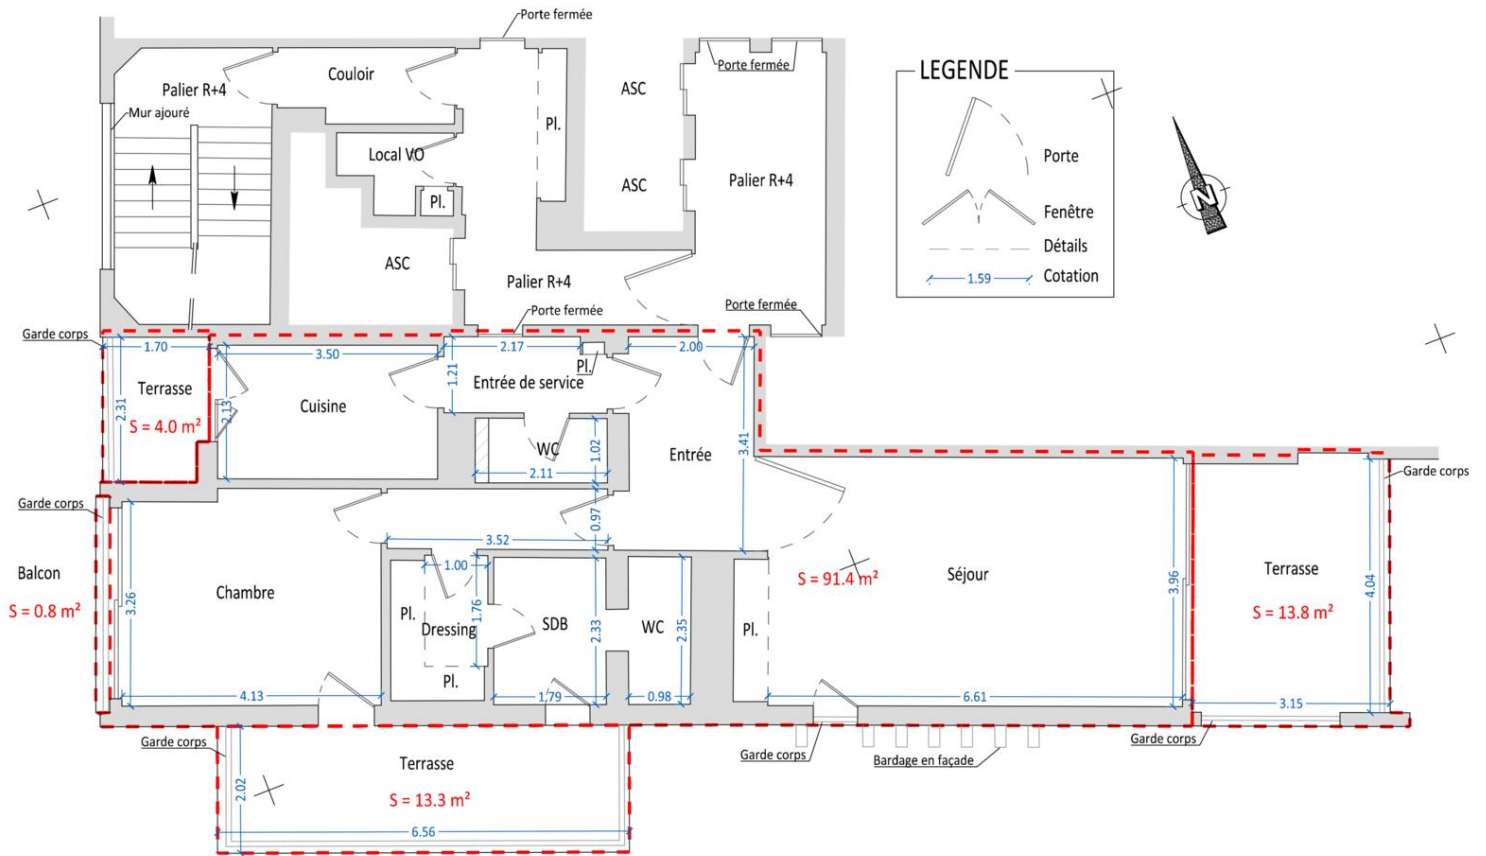 Porte fermée
Couloir
Palier R+4
Mur ajouré
ASC
Porte fermée
Pl.
Local VO
Pl.
ASC
Palier R+4
ASC
Palier R+4
Porte fermée
Porte fermée
LEGENDE
Porte
Fenêtre
Détails
1.59
Cotation
N
Garde corps
1.70
3.50
2.17
2.00
Pl.
1.21
Terrasse
2.31
S = 4.0 m²
2.13
Cuisine
Entrée de service
WC
1.02
2.11
Entrée
3.41
Garde corps
Garde corps
0.97
3.52
Balcon
S = 0.8 m²
3.26
Chambre
1.00
1.76
Pl.
Dressing
Pl.
SDB
2.33
WC
2.35
Pl.
S = 91.4 m²
Séjour
3.96
Terrasse
S = 13.8 m²
4.04
4.13
1.79
0.98
6.61
3.15
Garde corps
Garde corps
Bardage en façade
Garde corps
Terrasse
S = 13.3 m²
2.02
6.56